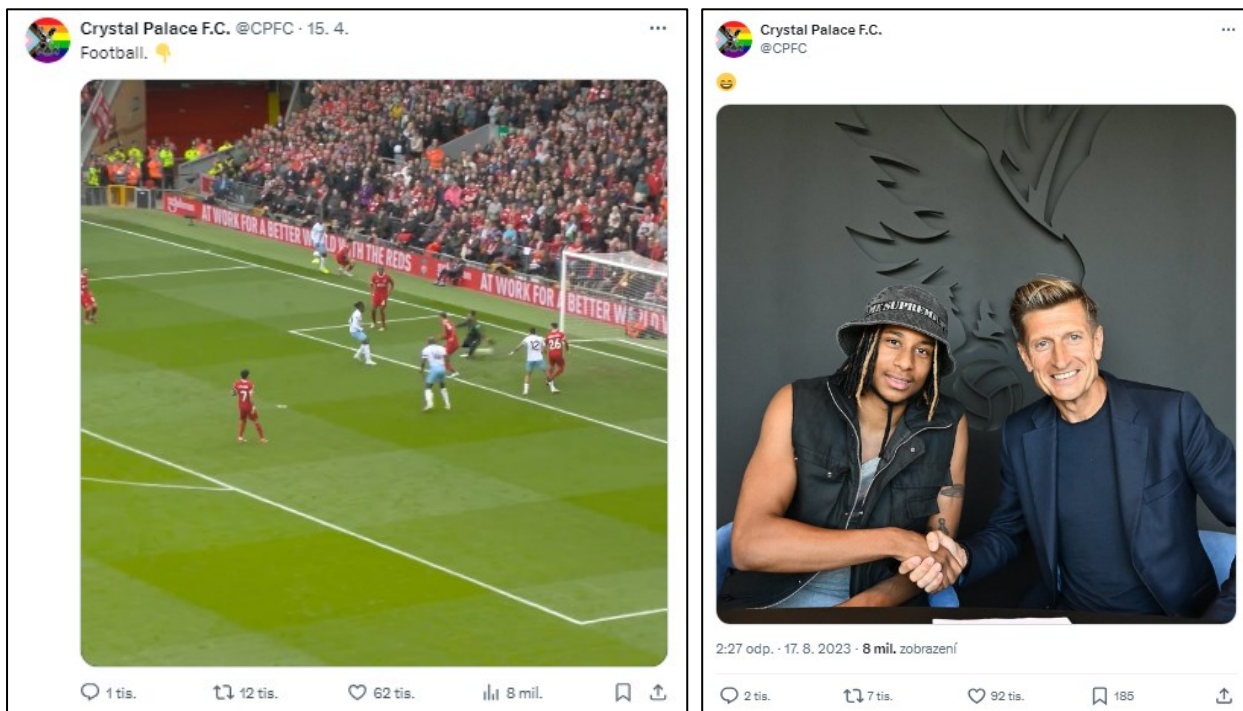 Crystal Palace F.C. @CPFC · 15. 4.
Football. 👇
AT WORK FOR A BETTER WORLD WITH THE REDS
AT WORK FOR A BETTER WORLD
7
12
26
1 tis.
12 tis.
62 tis.
8 mil.
Crystal Palace F.C.
@CPFC
😄
2:27 odp. · 17. 8. 2023 · 8 mil. zobrazení
2 tis.
7 tis.
92 tis.
185